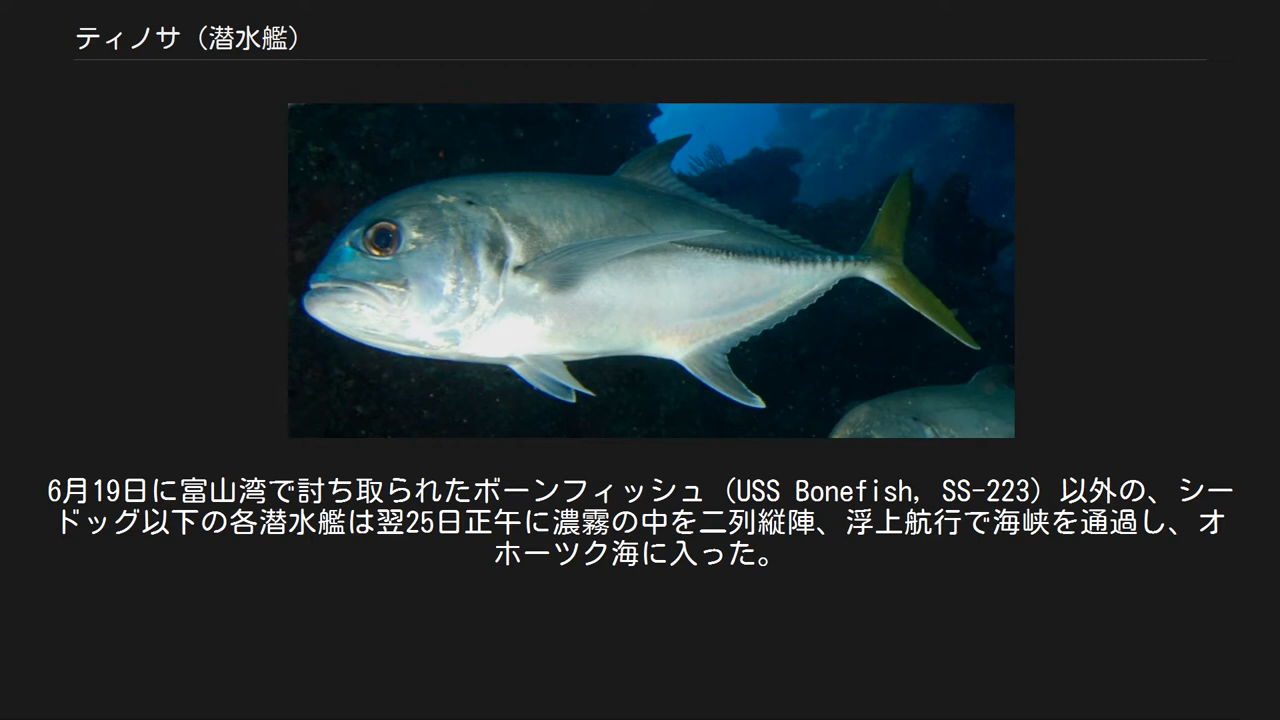 ティノサ（潜水艦）
6月19日に富山湾で討ち取られたボーンフィッシュ（USS Bonefish, SS-223）以外の、シー
ドッグ以下の各潜水艦は翌25日正午に濃霧の中を二列縦陣、浮上航行で海峡を通過し、オ
ホーツク海に入った。